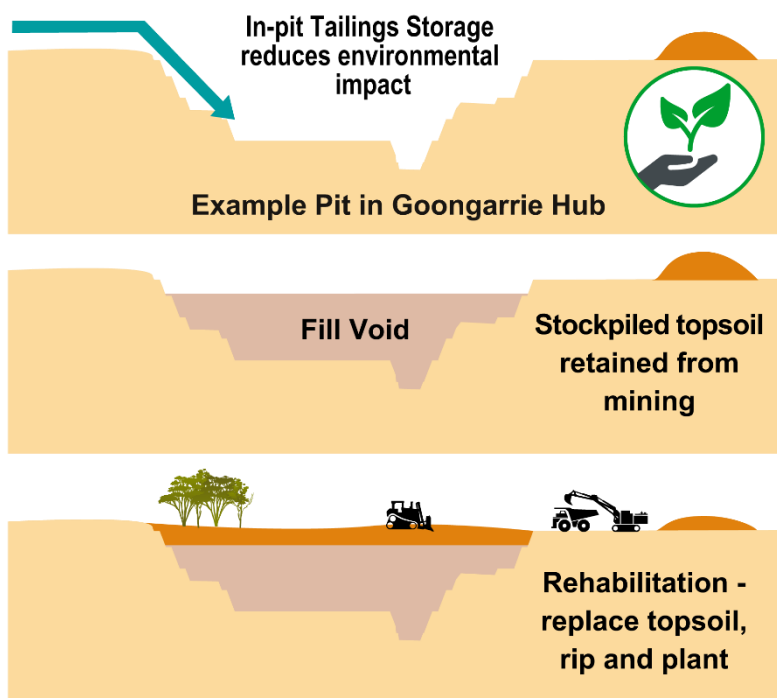 In-pit Tailings Storage
reduces environmental
impact
Example Pit in Goongarrie Hub
Fill Void
Stockpiled topsoil
retained from
mining
Rehabilitation -
replace topsoil,
rip and plant